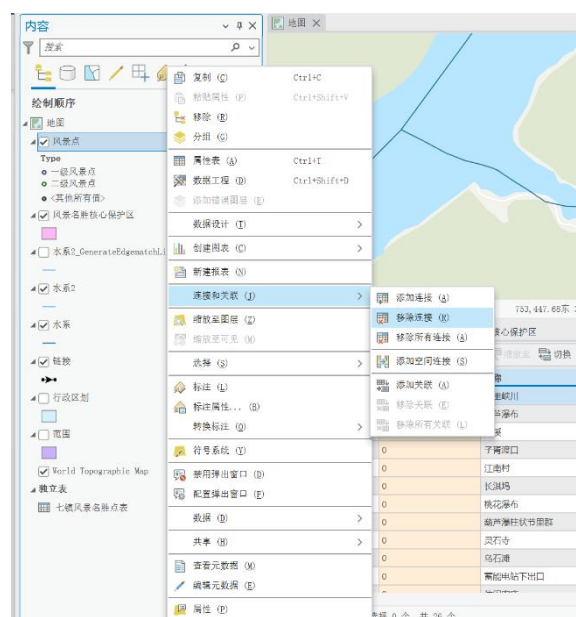 内容
地图
搜索
绘制顺序
地图
风景点
Type
一级风景点
二级风景点
<其他所有值>
风景名胜核心保护区
水系2_GenerateEdgematchLi
水系2
水系
链接
行政区划
范围
World Topographic Map
独立表
七镇风景名胜点表
复制 (C) Ctrl+C
粘贴属性 (P) Ctrl+Shift+V
移除 (R)
分组 (G)
属性表 (A) Ctrl+T
数据工程 (D) Ctrl+Shift+D
添加错误图层 (E)
数据设计 (I)
创建图表 (C)
新建报表 (N)
连接和关联 (J)
缩放至图层 (Z)
缩放至可见 (M)
选择 (S)
标注 (L)
标注属性... (B)
转换标注 (Q)
符号系统 (Y)
禁用弹出窗口 (D)
配置弹出窗口 (F)
数据 (D)
共享 (H)
查看元数据 (W)
编辑元数据 (E)
属性 (P)
添加连接 (A)
移除连接 (R)
移除所有连接 (A)
添加空间连接 (S)
添加关联 (A)
移除关联 (E)
移除所有关联 (L)
753,447.68东
核心保护区
缩放至 切换
0 子胥渡口
0 江南村
0 长淇坞
0 桃花瀑布
0 葫芦瀑柱状节里群
0 灵石寺
0 乌石滩
0 蓄能电站下出口